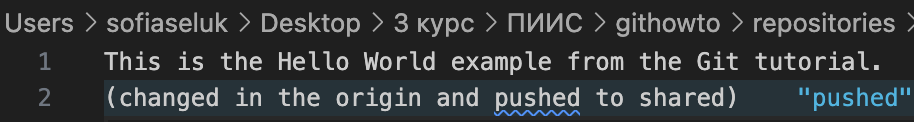 Users > sofiaseluk > Desktop > 3 курс > ПИИС > githowto > repositories >
1 This is the Hello World example from the Git tutorial.
2 (changed in the origin and pushed to shared) "pushed"